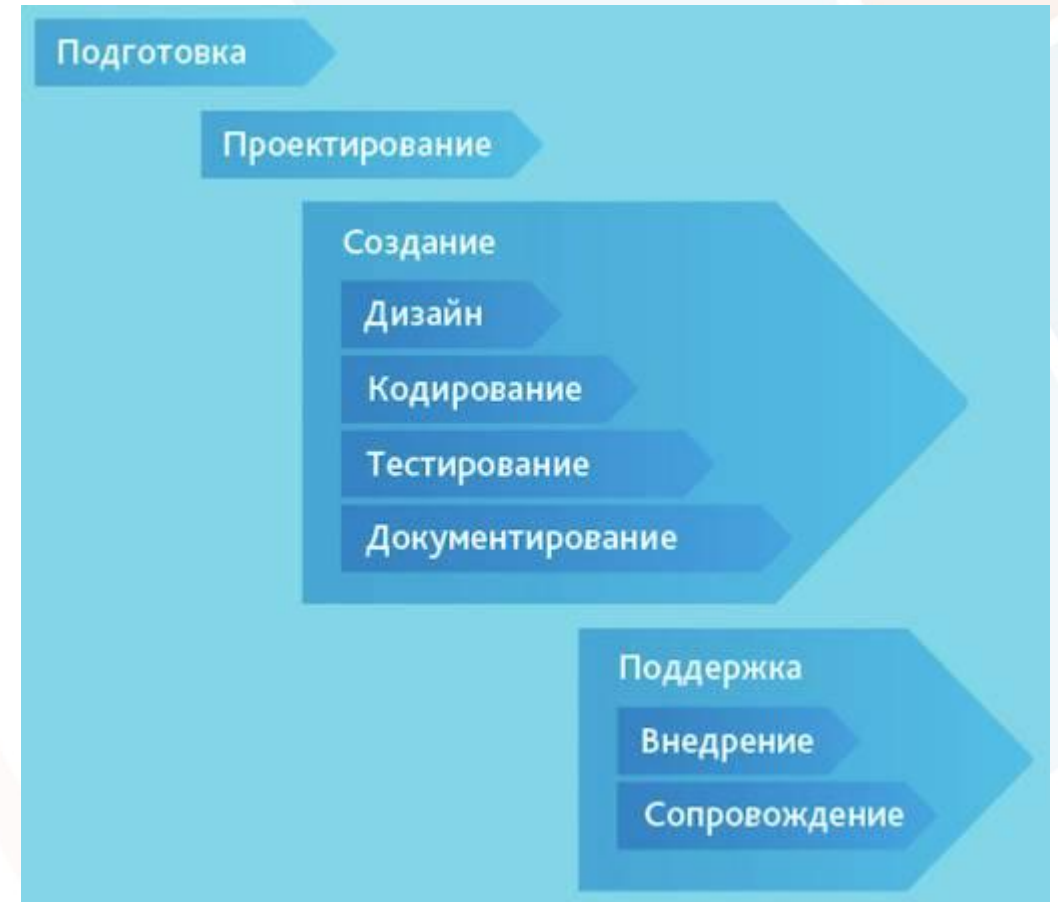 Подготовка
Проектирование
Создание
Дизайн
Кодирование
Тестирование
Документирование
Поддержка
Внедрение
Сопровождение